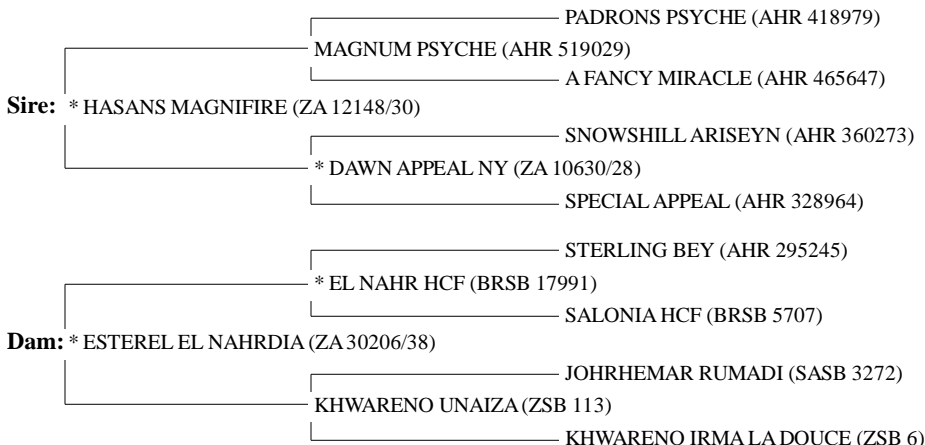 PADRONS PSYCHE (AHR 418979)
MAGNUM PSYCHE (AHR 519029)
A FANCY MIRACLE (AHR 465647)
Sire: * HASANS MAGNIFIRE (ZA 12148/30)
SNOWSHILL ARISEYN (AHR 360273)
* DAWN APPEAL NY (ZA 10630/28)
SPECIAL APPEAL (AHR 328964)
STERLING BEY (AHR 295245)
* EL NAHR HCF (BRSB 17991)
SALONIA HCF (BRSB 5707)
Dam: * ESTEREL EL NAHRDIA (ZA 30206/38)
JOHRHEMAR RUMADI (SASB 3272)
KHWARENO UNAIZA (ZSB 113)
KHWARENO IRMA LA DOUCE (ZSB 6)